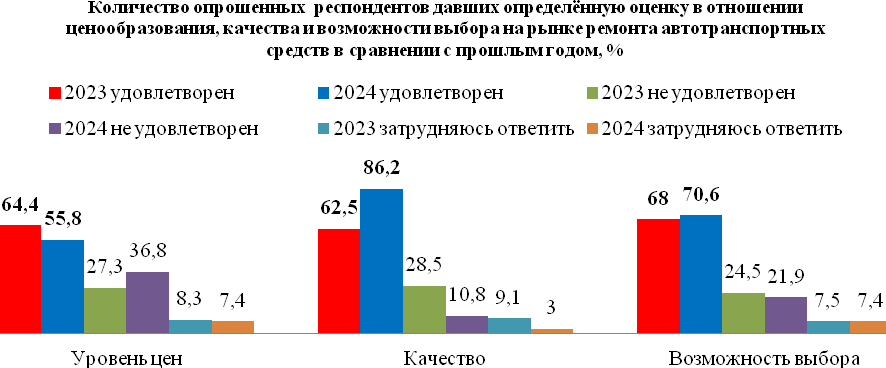 Количество опрошенных респондентов давших определённую оценку в отношении
ценообразования, качества и возможности выбора на рынке ремонта автотранспортных
средств в сравнении с прошлым годом, %
2023 удовлетворен 2024 удовлетворен 2023 не удовлетворен
2024 не удовлетворен 2023 затрудняюсь ответить 2024 затрудняюсь ответить
64,4 55,8 27,3 36,8 8,3 7,4
62,5 86,2 28,5 10,8 9,1 3
68 70,6 24,5 21,9 7,5 7,4
Уровень цен Качество Возможность выбора